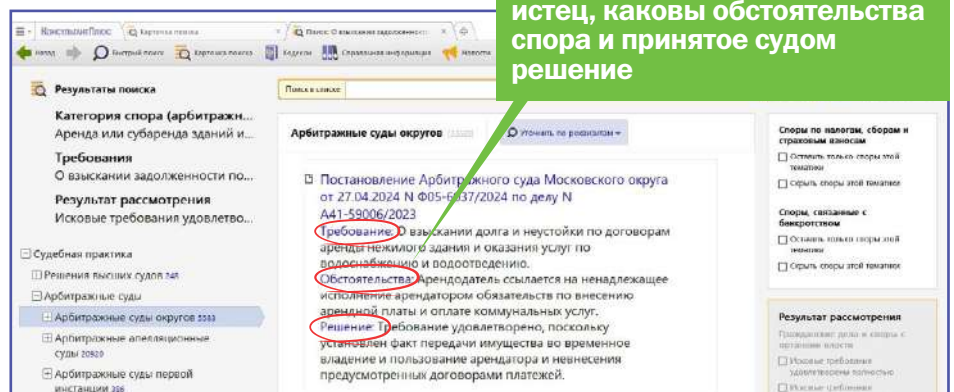 истец, каковы обстоятельства
спора и принятое судом
решение
КонсультантПлюс
Карточка поиска
Назад
Быстрый поиск
Карточка поиска
Кодексы
Справочная информация
Новости
Результаты поиска
Поиск в списке
Категория спора (арбитражн...
Аренда или субаренда зданий и...
Требования
О взыскании задолженности по...
Результат рассмотрения
Исковые требования удовлетво...
Судебная практика
Решения высших судов
Арбитражные суды
Арбитражные суды округов
Арбитражные апелляционные
суды 20920
Арбитражные суды первой
инстанции
Арбитражные суды округов
Уточнить по реквизитам
Постановление Арбитражного суда Московского округа
от 27.04.2024 N Ф05-6037/2024 по делу N
А41-59006/2023
Требование: О взыскании долга и неустойки по договорам
аренды нежилого здания и оказания услуг по
водоснабжению и водоотведению.
Обстоятельства: Арендодатель ссылается на ненадлежащее
исполнение арендатором обязательств по внесению
арендной платы и оплате коммунальных услуг.
Решение: Требование удовлетворено, поскольку
установлен факт передачи имущества во временное
владение и пользование арендатора и невнесения
предусмотренных договорами платежей.
Споры по налогам, сборам и
страховым взносам
Оставить только споры этой
тематики
Скрыть споры этой тематики
Споры, связанные с
банкротством
Оставить только споры этой
тематики
Скрыть споры этой тематики
Результат рассмотрения
Гражданские дела и споры с
органами власти
Исковые требования
удовлетворены полностью
Исковые требования